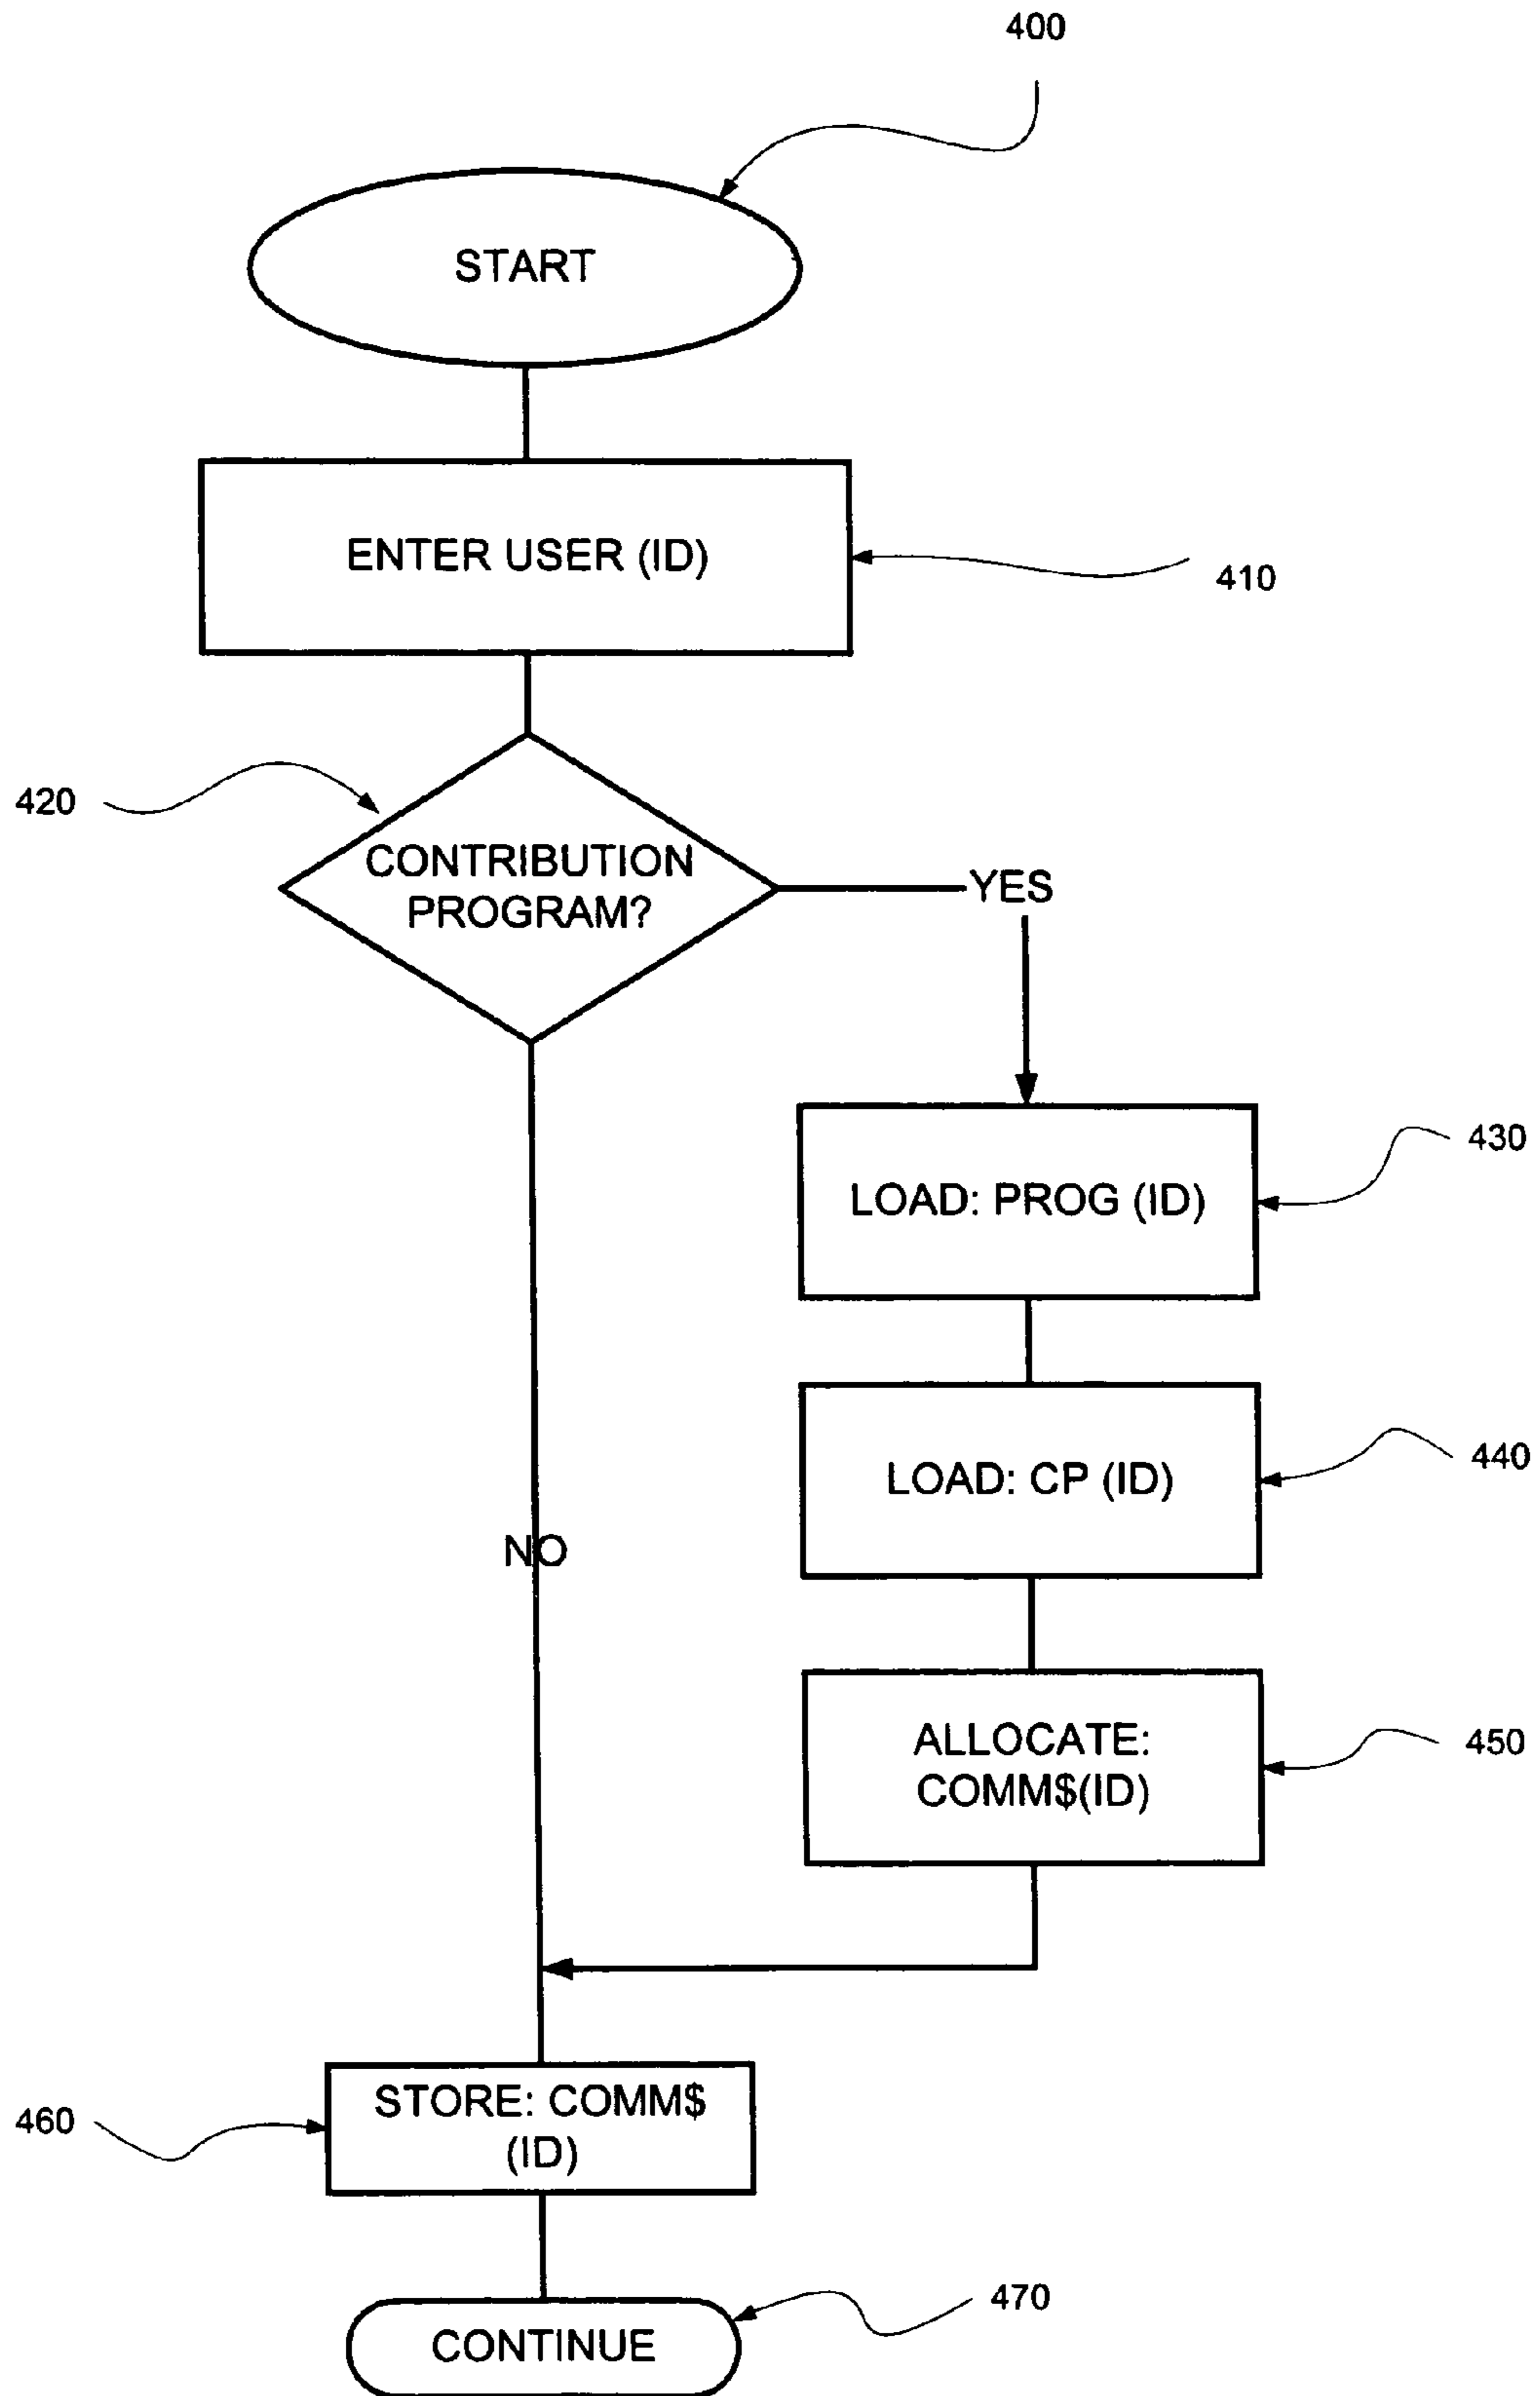 400
START
ENTER USER (ID)
410
420
CONTRIBUTION
PROGRAM?
YES
LOAD: PROG (ID)
430
LOAD: CP (ID)
440
NO
ALLOCATE:
COMM$(ID)
450
STORE: COMM$
(ID)
460
CONTINUE
470